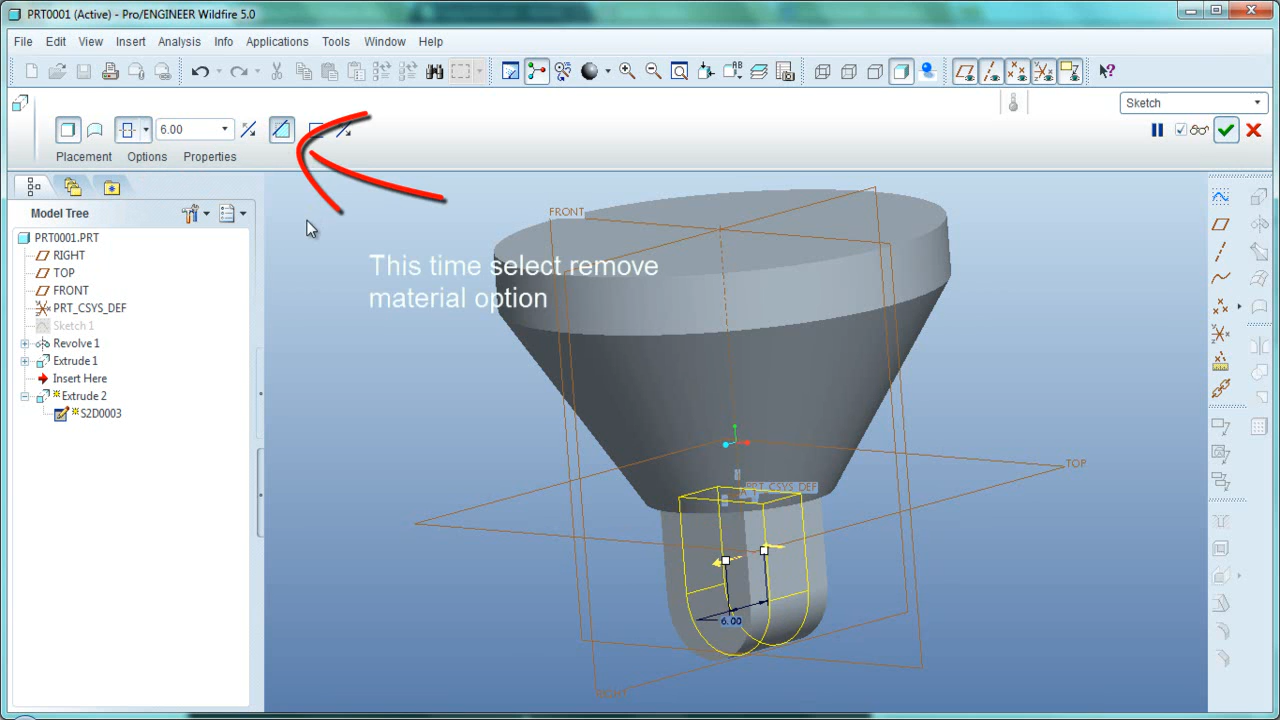 PRT0001 (Active) - Pro/ENGINEER Wildfire 5.0
File Edit View Insert Analysis Info Applications Tools Window Help
Sketch
6.00
Placement Options Properties
Model Tree
PRT0001.PRT
RIGHT
TOP
FRONT
PRT_CSYS_DEF
Sketch 1
Revolve 1
Extrude 1
Insert Here
Extrude 2
S2D0003
FRONT
This time select remove
material option
TOP
PRT_CSYS_DEF
6.00
RIGHT